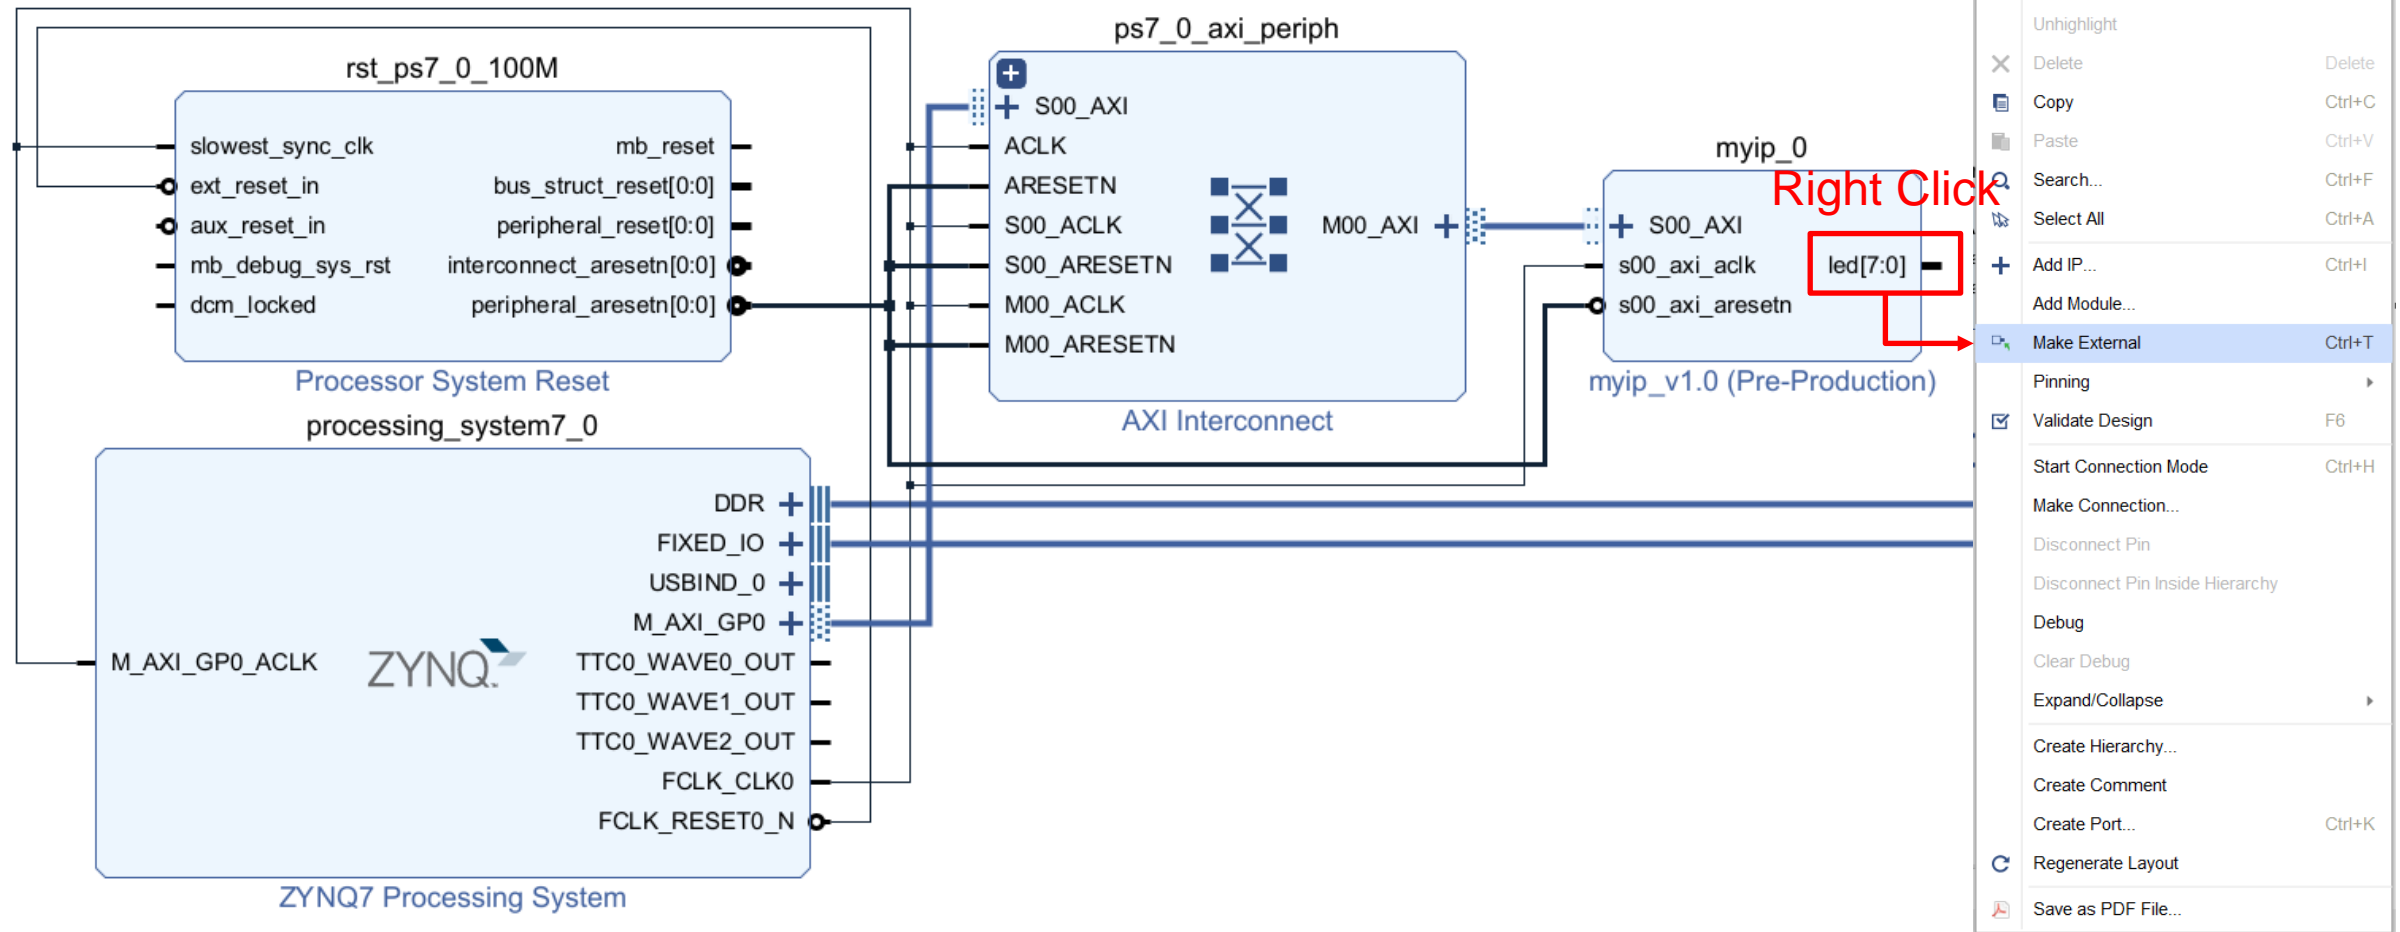 rst_ps7_0_100M
slowest_sync_clk
mb_reset
ext_reset_in
bus_struct_reset[0:0]
aux_reset_in
peripheral_reset[0:0]
mb_debug_sys_rst
interconnect_aresetn[0:0]
dcm_locked
peripheral_aresetn[0:0]
Processor System Reset
processing_system7_0
DDR
FIXED_IO
USBIND_0
M_AXI_GP0
M_AXI_GP0_ACLK
ZYNQ
TTC0_WAVE0_OUT
TTC0_WAVE1_OUT
TTC0_WAVE2_OUT
FCLK_CLK0
FCLK_RESET0_N
ZYNQ7 Processing System
ps7_0_axi_periph
S00_AXI
ACLK
ARESETN
S00_ACLK
M00_AXI
S00_ARESETN
M00_ACLK
M00_ARESETN
AXI Interconnect
myip_0
Right Click
S00_AXI
s00_axi_aclk
led[7:0]
s00_axi_aresetn
myip_v1.0 (Pre-Production)
Unhighlight
Delete Delete
Copy Ctrl+C
Paste Ctrl+V
Search... Ctrl+F
Select All Ctrl+A
Add IP... Ctrl+I
Add Module...
Make External Ctrl+T
Pinning
Validate Design F6
Start Connection Mode Ctrl+H
Make Connection...
Disconnect Pin
Disconnect Pin Inside Hierarchy
Debug
Clear Debug
Expand/Collapse
Create Hierarchy...
Create Comment
Create Port... Ctrl+K
Regenerate Layout
Save as PDF File...